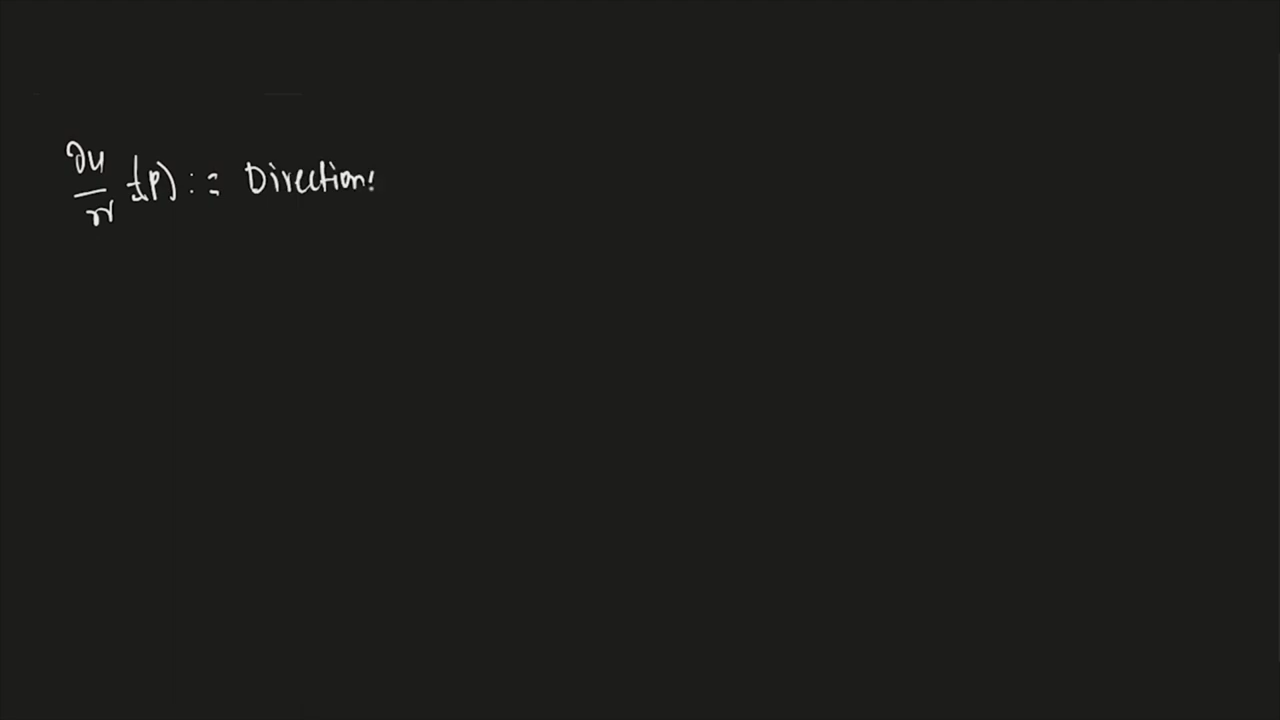 ∂u/∂r (p) := Direction